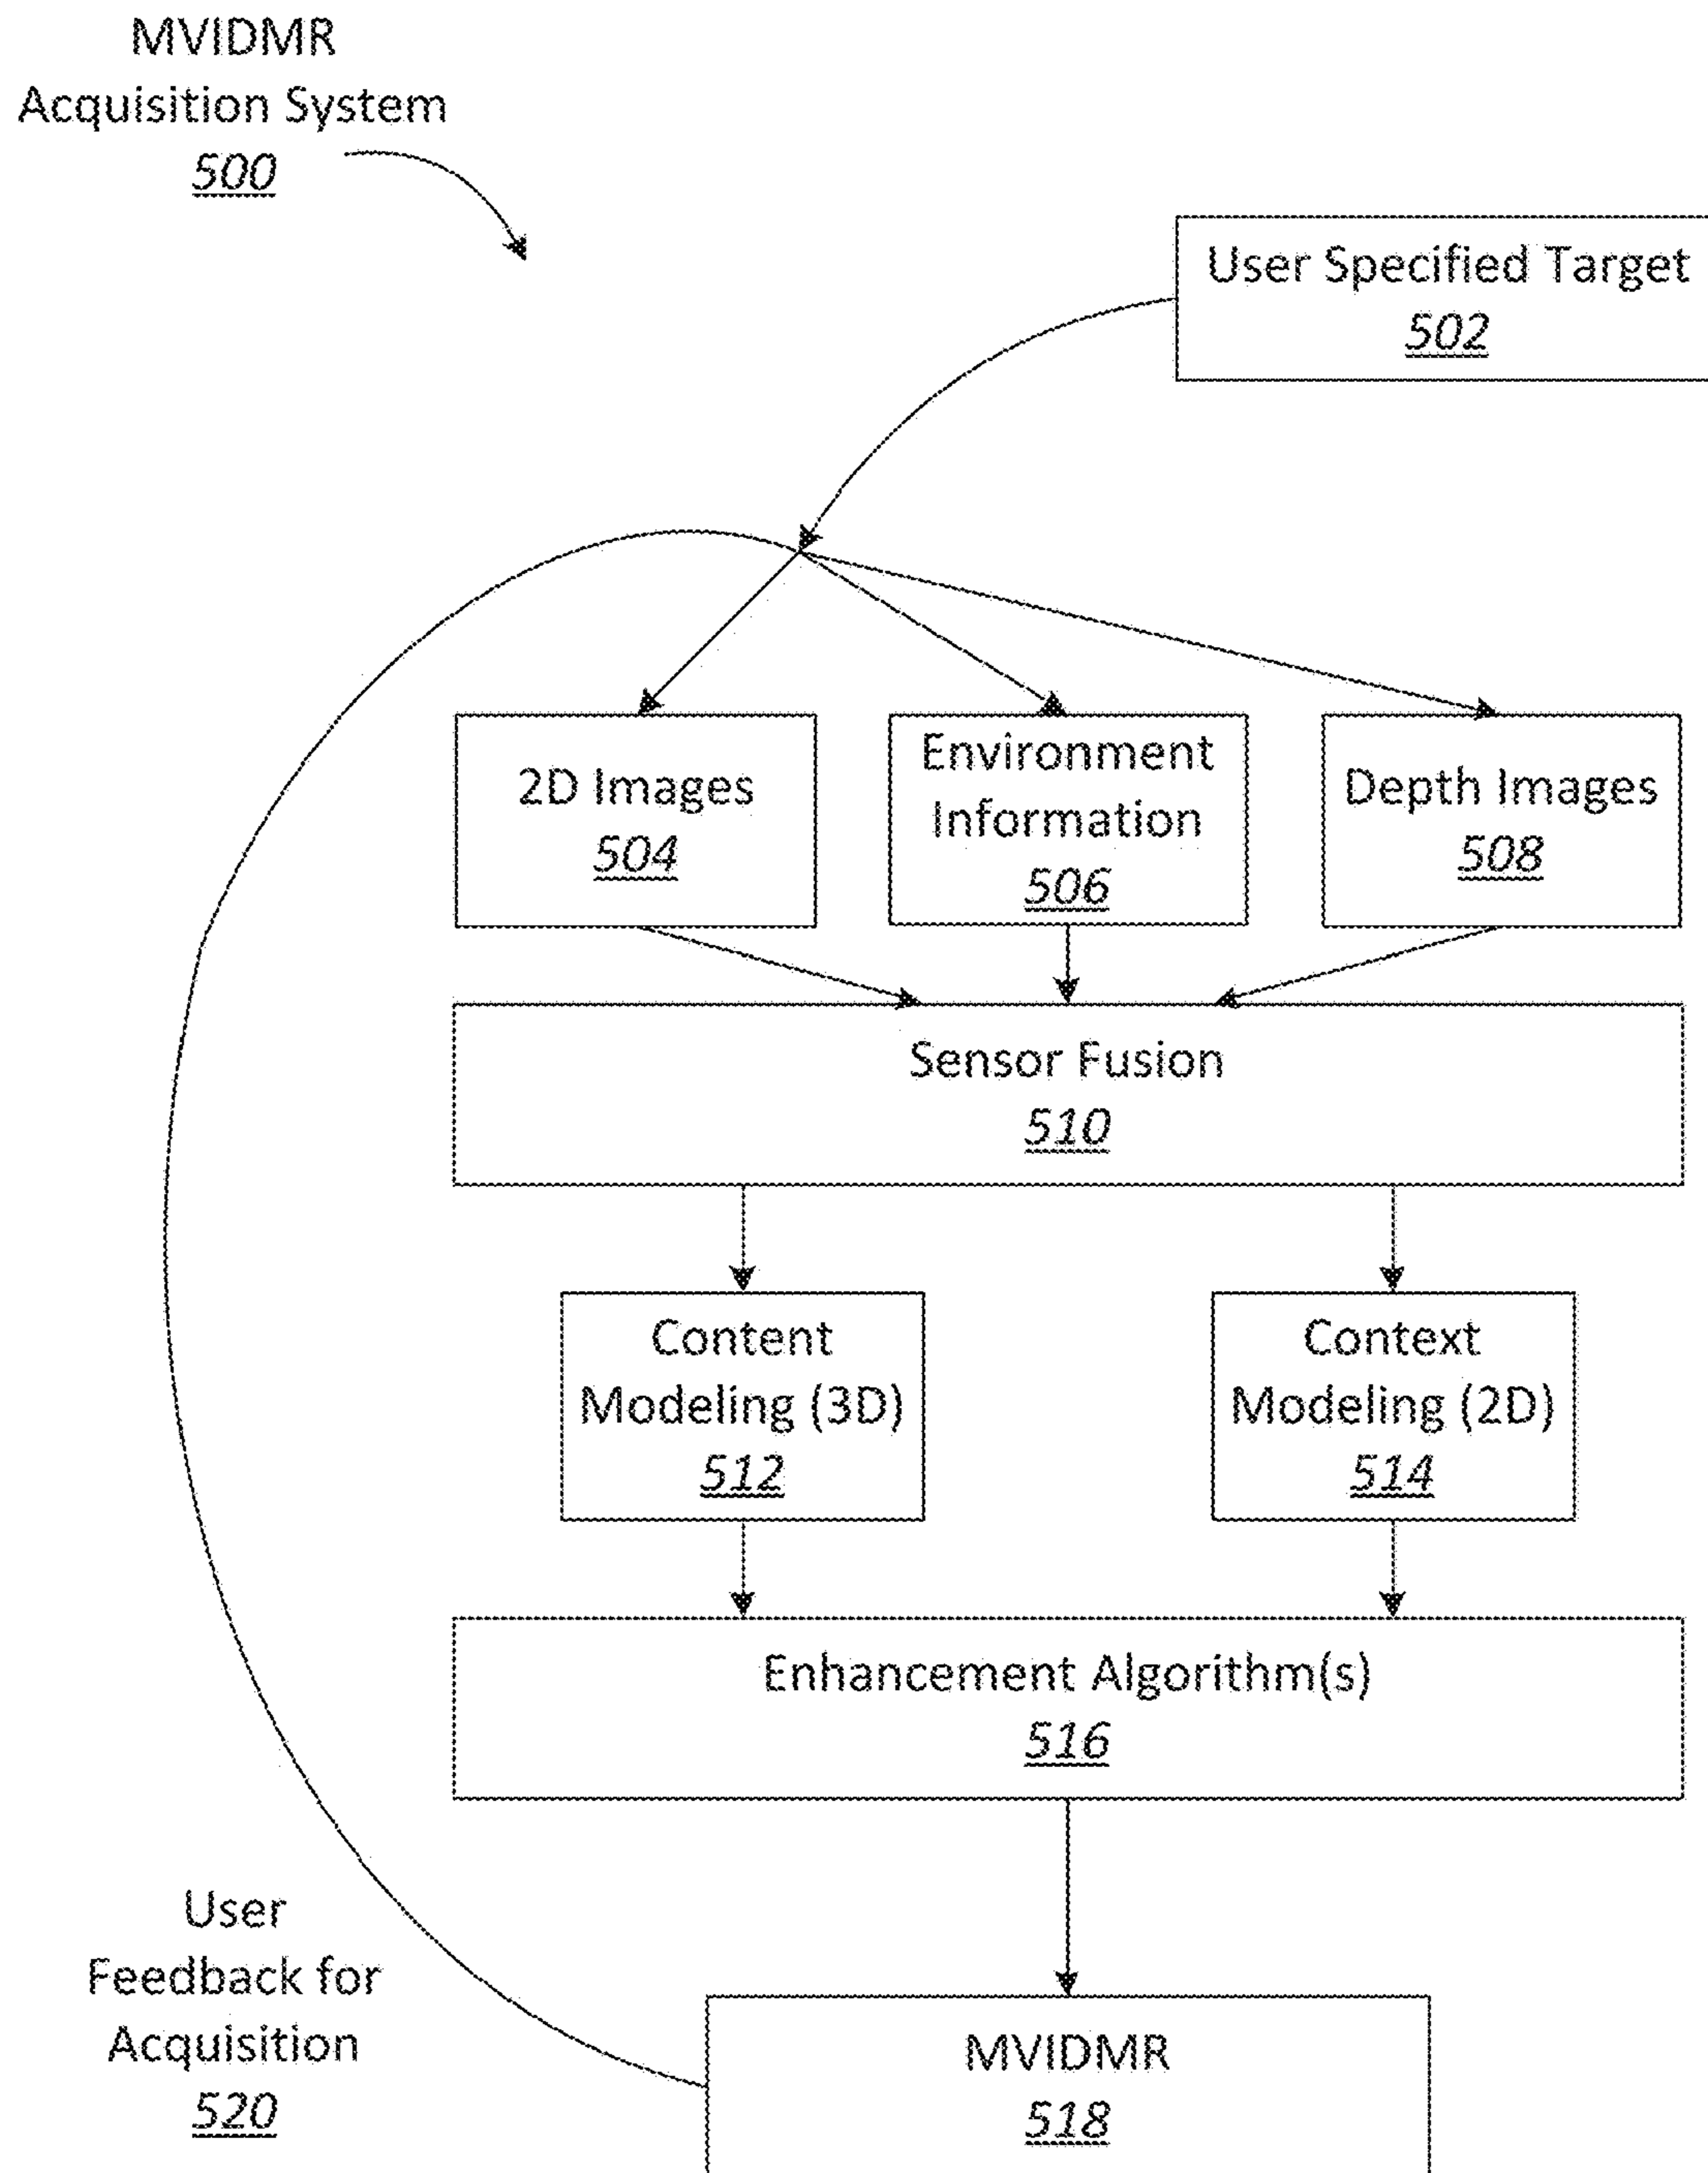 MVIDMR
Acquisition System
500
User Specified Target
502
2D Images
504
Environment
Information
506
Depth Images
508
Sensor Fusion
510
Content
Modeling (3D)
512
Context
Modeling (2D)
514
Enhancement Algorithm(s)
516
User
Feedback for
Acquisition
520
MVIDMR
518